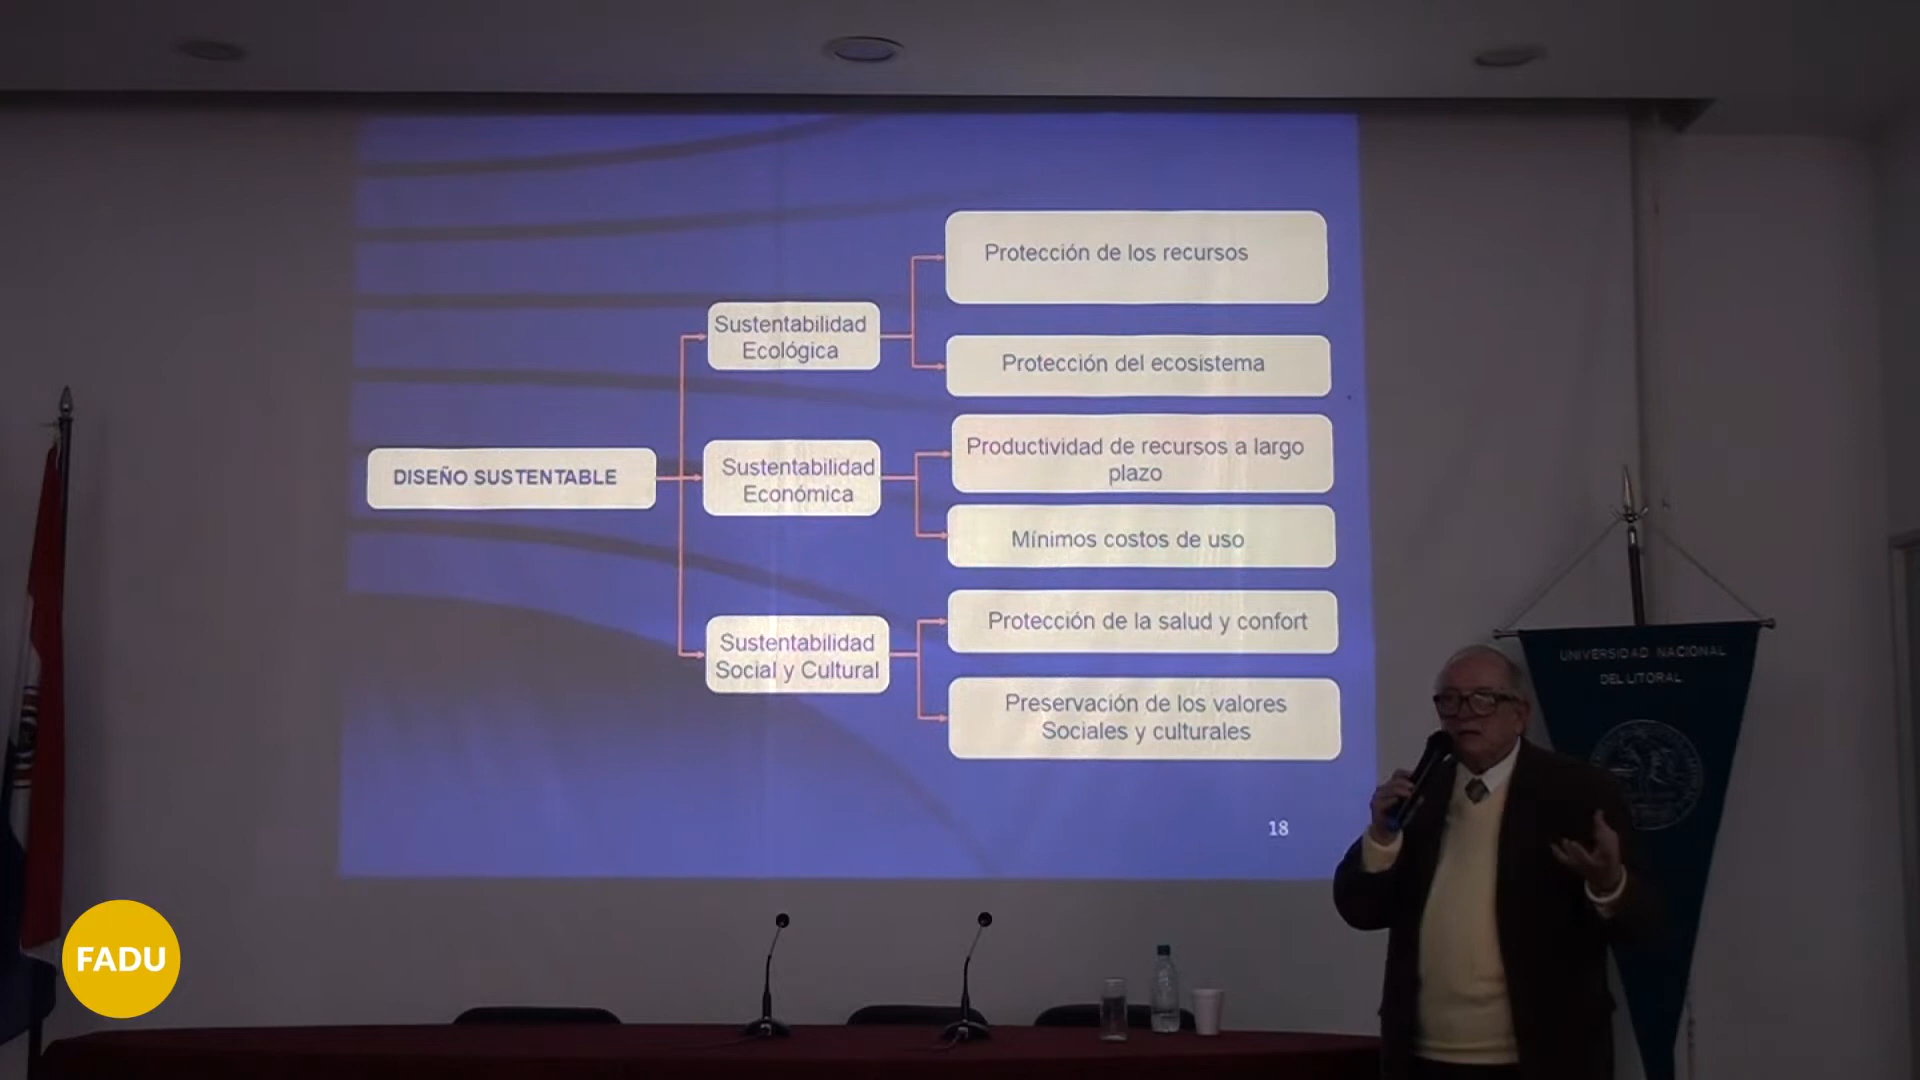 Protección de los recursos
Sustentabilidad
Ecológica
Protección del ecosistema
DISEÑO SUSTENTABLE
Sustentabilidad
Económica
Productividad de recursos a largo
plazo
Mínimos costos de uso
Sustentabilidad
Social y Cultural
Protección de la salud y confort
Preservación de los valores
Sociales y culturales
18
UNIVERSIDAD NACIONAL
DEL LITORAL
FADU